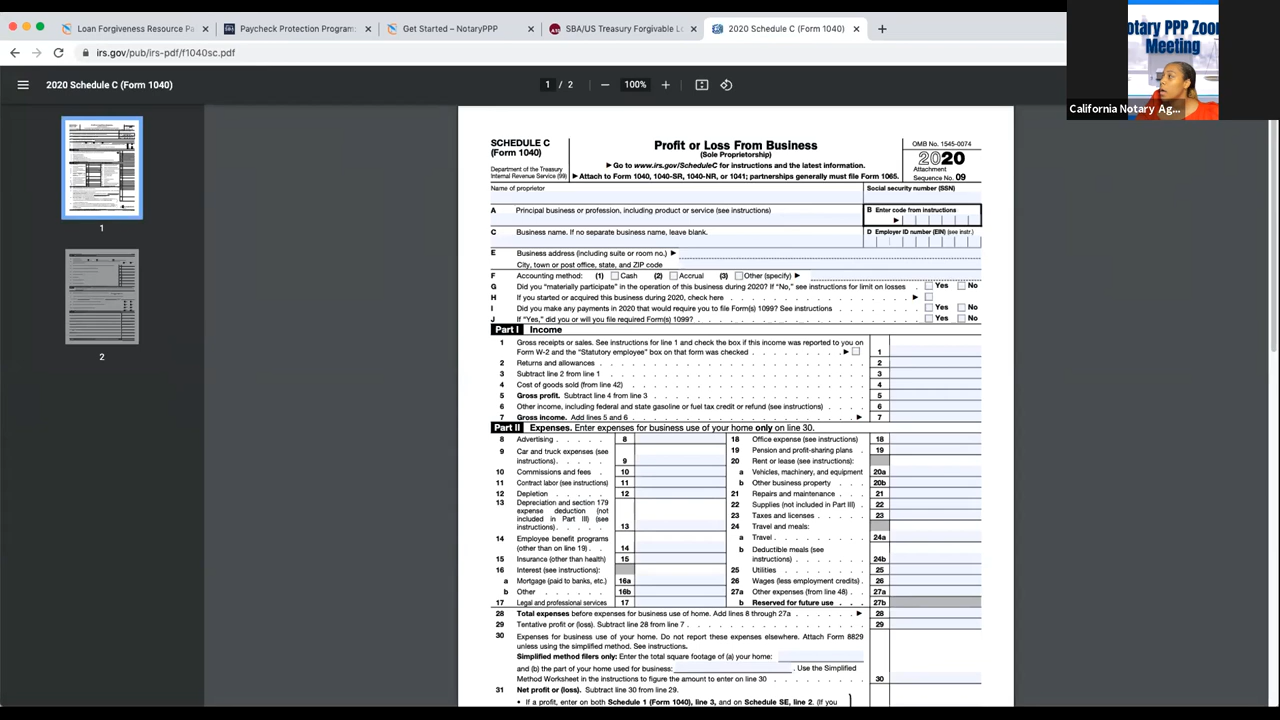 Loan Forgiveness Resource Pa
Paycheck Protection Program:
Get Started – NotaryPPP
SBA/US Treasury Forgivable Lo
2020 Schedule C (Form 1040)
irs.gov/pub/irs-pdf/f1040sc.pdf
otary PPP Zoo
Meeting
California Notary Ag...
2020 Schedule C (Form 1040)
1 / 2
100%
1
2
SCHEDULE C
(Form 1040)
Department of the Treasury
Internal Revenue Service (99)
Profit or Loss From Business
(Sole Proprietorship)
▶ Go to www.irs.gov/ScheduleC for instructions and the latest information.
▶ Attach to Form 1040, 1040-SR, 1040-NR, or 1041; partnerships generally must file Form 1065.
OMB No. 1545-0074
2020
Attachment
Sequence No. 09
Name of proprietor
Social security number (SSN)
A Principal business or profession, including product or service (see instructions)
B Enter code from instructions
▶
C Business name. If no separate business name, leave blank.
D Employer ID number (EIN) (see instr.)
E Business address (including suite or room no.) ▶
City, town or post office, state, and ZIP code
F Accounting method: (1) Cash (2) Accrual (3) Other (specify) ▶
G Did you "materially participate" in the operation of this business during 2020? If "No," see instructions for limit on losses Yes No
H If you started or acquired this business during 2020, check here ▶
I Did you make any payments in 2020 that would require you to file Form(s) 1099? See instructions Yes No
J If "Yes," did you or will you file required Form(s) 1099? Yes No
Part I Income
1 Gross receipts or sales. See instructions for line 1 and check the box if this income was reported to you on
Form W-2 and the "Statutory employee" box on that form was checked ▶ 1
2 Returns and allowances 2
3 Subtract line 2 from line 1 3
4 Cost of goods sold (from line 42) 4
5 Gross profit. Subtract line 4 from line 3 5
6 Other income, including federal and state gasoline or fuel tax credit or refund (see instructions) 6
7 Gross income. Add lines 5 and 6 ▶ 7
Part II Expenses. Enter expenses for business use of your home only on line 30.
8 Advertising 8
9 Car and truck expenses (see
instructions) 9
10 Commissions and fees 10
11 Contract labor (see instructions) 11
12 Depletion 12
13 Depreciation and section 179
expense deduction (not
included in Part III) (see
instructions) 13
14 Employee benefit programs
(other than on line 19) 14
15 Insurance (other than health) 15
16 Interest (see instructions):
a Mortgage (paid to banks, etc.) 16a
b Other 16b
17 Legal and professional services 17
18 Office expense (see instructions) 18
19 Pension and profit-sharing plans 19
20 Rent or lease (see instructions):
a Vehicles, machinery, and equipment 20a
b Other business property 20b
21 Repairs and maintenance 21
22 Supplies (not included in Part III) 22
23 Taxes and licenses 23
24 Travel and meals:
a Travel 24a
b Deductible meals (see
instructions) 24b
25 Utilities 25
26 Wages (less employment credits) 26
27a Other expenses (from line 48) 27a
b Reserved for future use 27b
28 Total expenses before expenses for business use of home. Add lines 8 through 27a ▶ 28
29 Tentative profit or (loss). Subtract line 28 from line 7 29
30 Expenses for business use of your home. Do not report these expenses elsewhere. Attach Form 8829
unless using the simplified method. See instructions.
Simplified method filers only: Enter the total square footage of (a) your home:
and (b) the part of your home used for business: . Use the Simplified
Method Worksheet in the instructions to figure the amount to enter on line 30 30
31 Net profit or (loss). Subtract line 30 from line 29.
• If a profit, enter on both Schedule 1 (Form 1040), line 3, and on Schedule SE, line 2. (If you